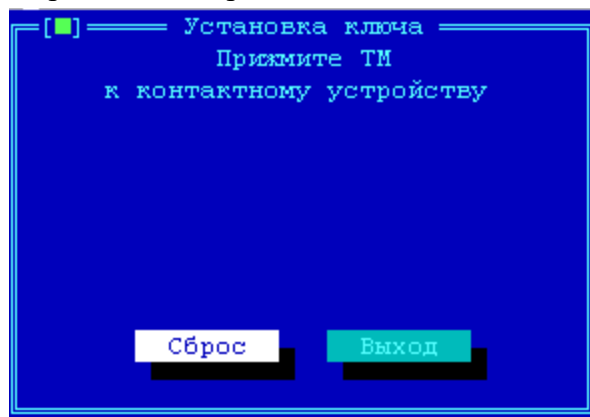 Установка ключа
Прижмите ТМ
к контактному устройству
Сброс Выход